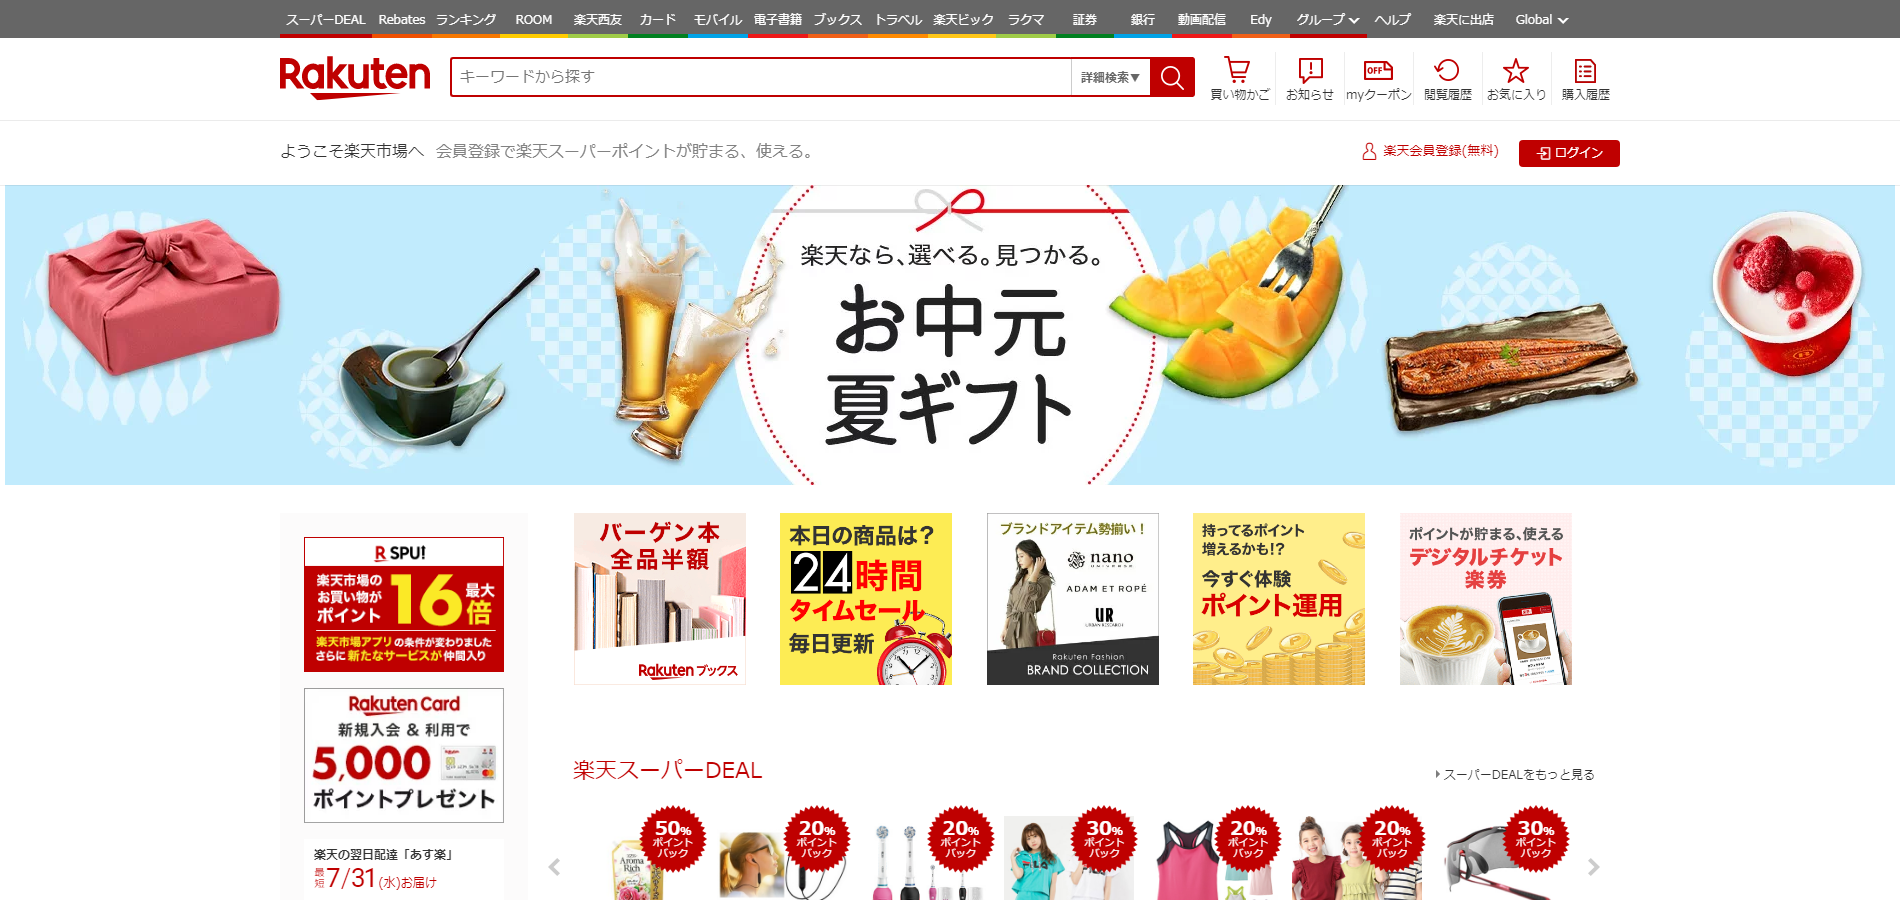 スーパーDEAL Rebates ランキング ROOM 楽天西友 カード モバイル 電子書籍 ブックス トラベル 楽天ビック ラクマ 証券 銀行 動画配信 Edy グループ ヘルプ 楽天に出店 Global
Rakuten
キーワードから探す
詳細検索▼
OFF
買い物かご お知らせ myクーポン 閲覧履歴 お気に入り 購入履歴
ようこそ楽天市場へ 会員登録で楽天スーパーポイントが貯まる、使える。
楽天会員登録(無料)
ログイン
楽天なら、選べる。見つかる。
お中元
夏ギフト
R SPU!
楽天市場の
お買い物が
ポイント
16
最大
倍
楽天市場アプリの条件が変わりました
さらに新たなサービスが仲間入り
Rakuten Card
新規入会 & 利用で
5,000
ポイントプレゼント
楽天の翌日配達「あす楽」
最短7/31(水)お届け
バーゲン本
全品半額
Rakuten ブックス
本日の商品は?
24時間
タイムセール
毎日更新
ブランドアイテム勢揃い!
nano
UNIVERSE
ADAM ET ROPÉ
UR
URBAN RESEARCH
Rakuten Fashion
BRAND COLLECTION
持ってるポイント
増えるかも!?
今すぐ体験
ポイント運用
ポイントが貯まる、使える
デジタルチケット
楽券
楽天スーパーDEAL
スーパーDEALをもっと見る
50%
ポイント
バック
20%
ポイント
バック
20%
ポイント
バック
30%
ポイント
バック
20%
ポイント
バック
20%
ポイント
バック
30%
ポイント
バック
Aroma
Rich